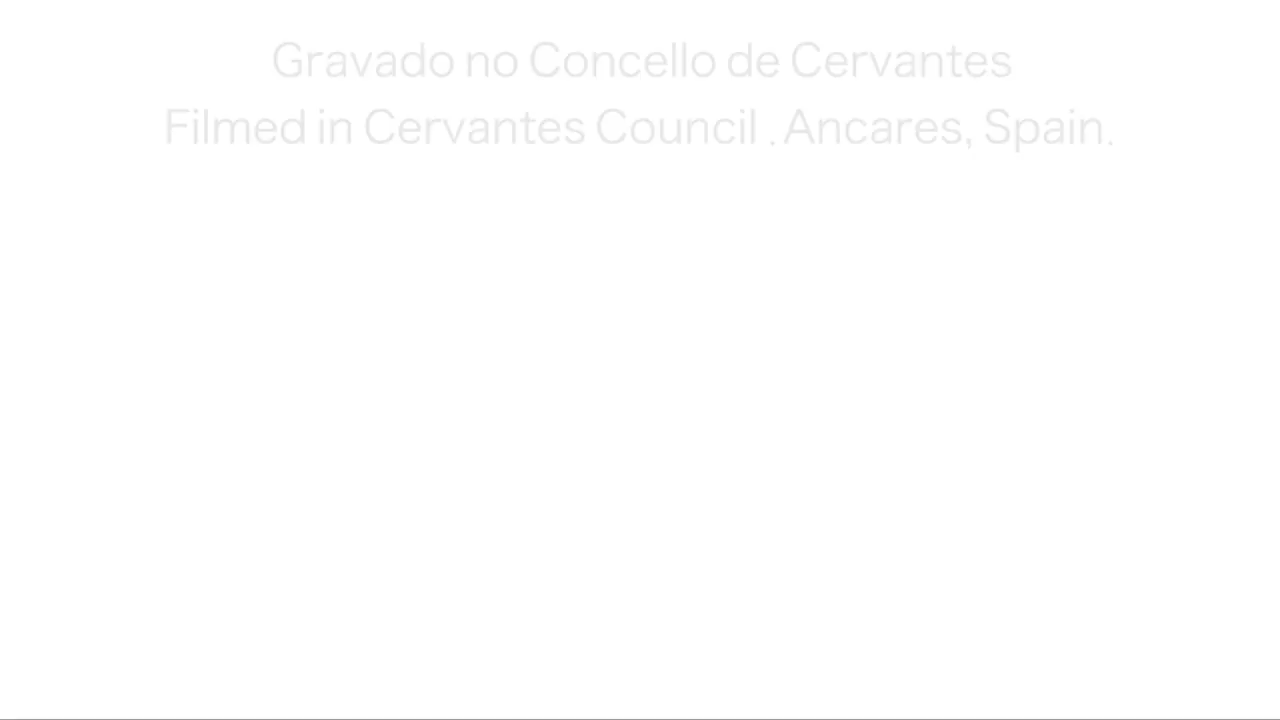 Gravado no Concello de Cervantes
Filmed in Cervantes Council . Ancares, Spain.